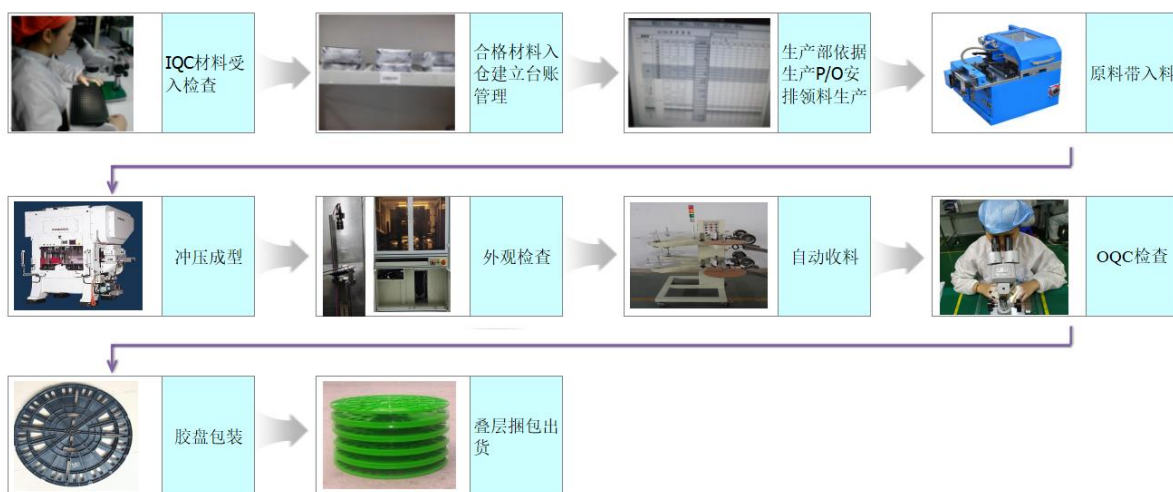 IQC材料受
入检查
合格材料入
仓建立台账
管理
生产部依据
生产P/O安
排领料生产
原料带入料
冲压成型
外观检查
自动收料
OQC检查
胶盘包装
叠层捆包出
货